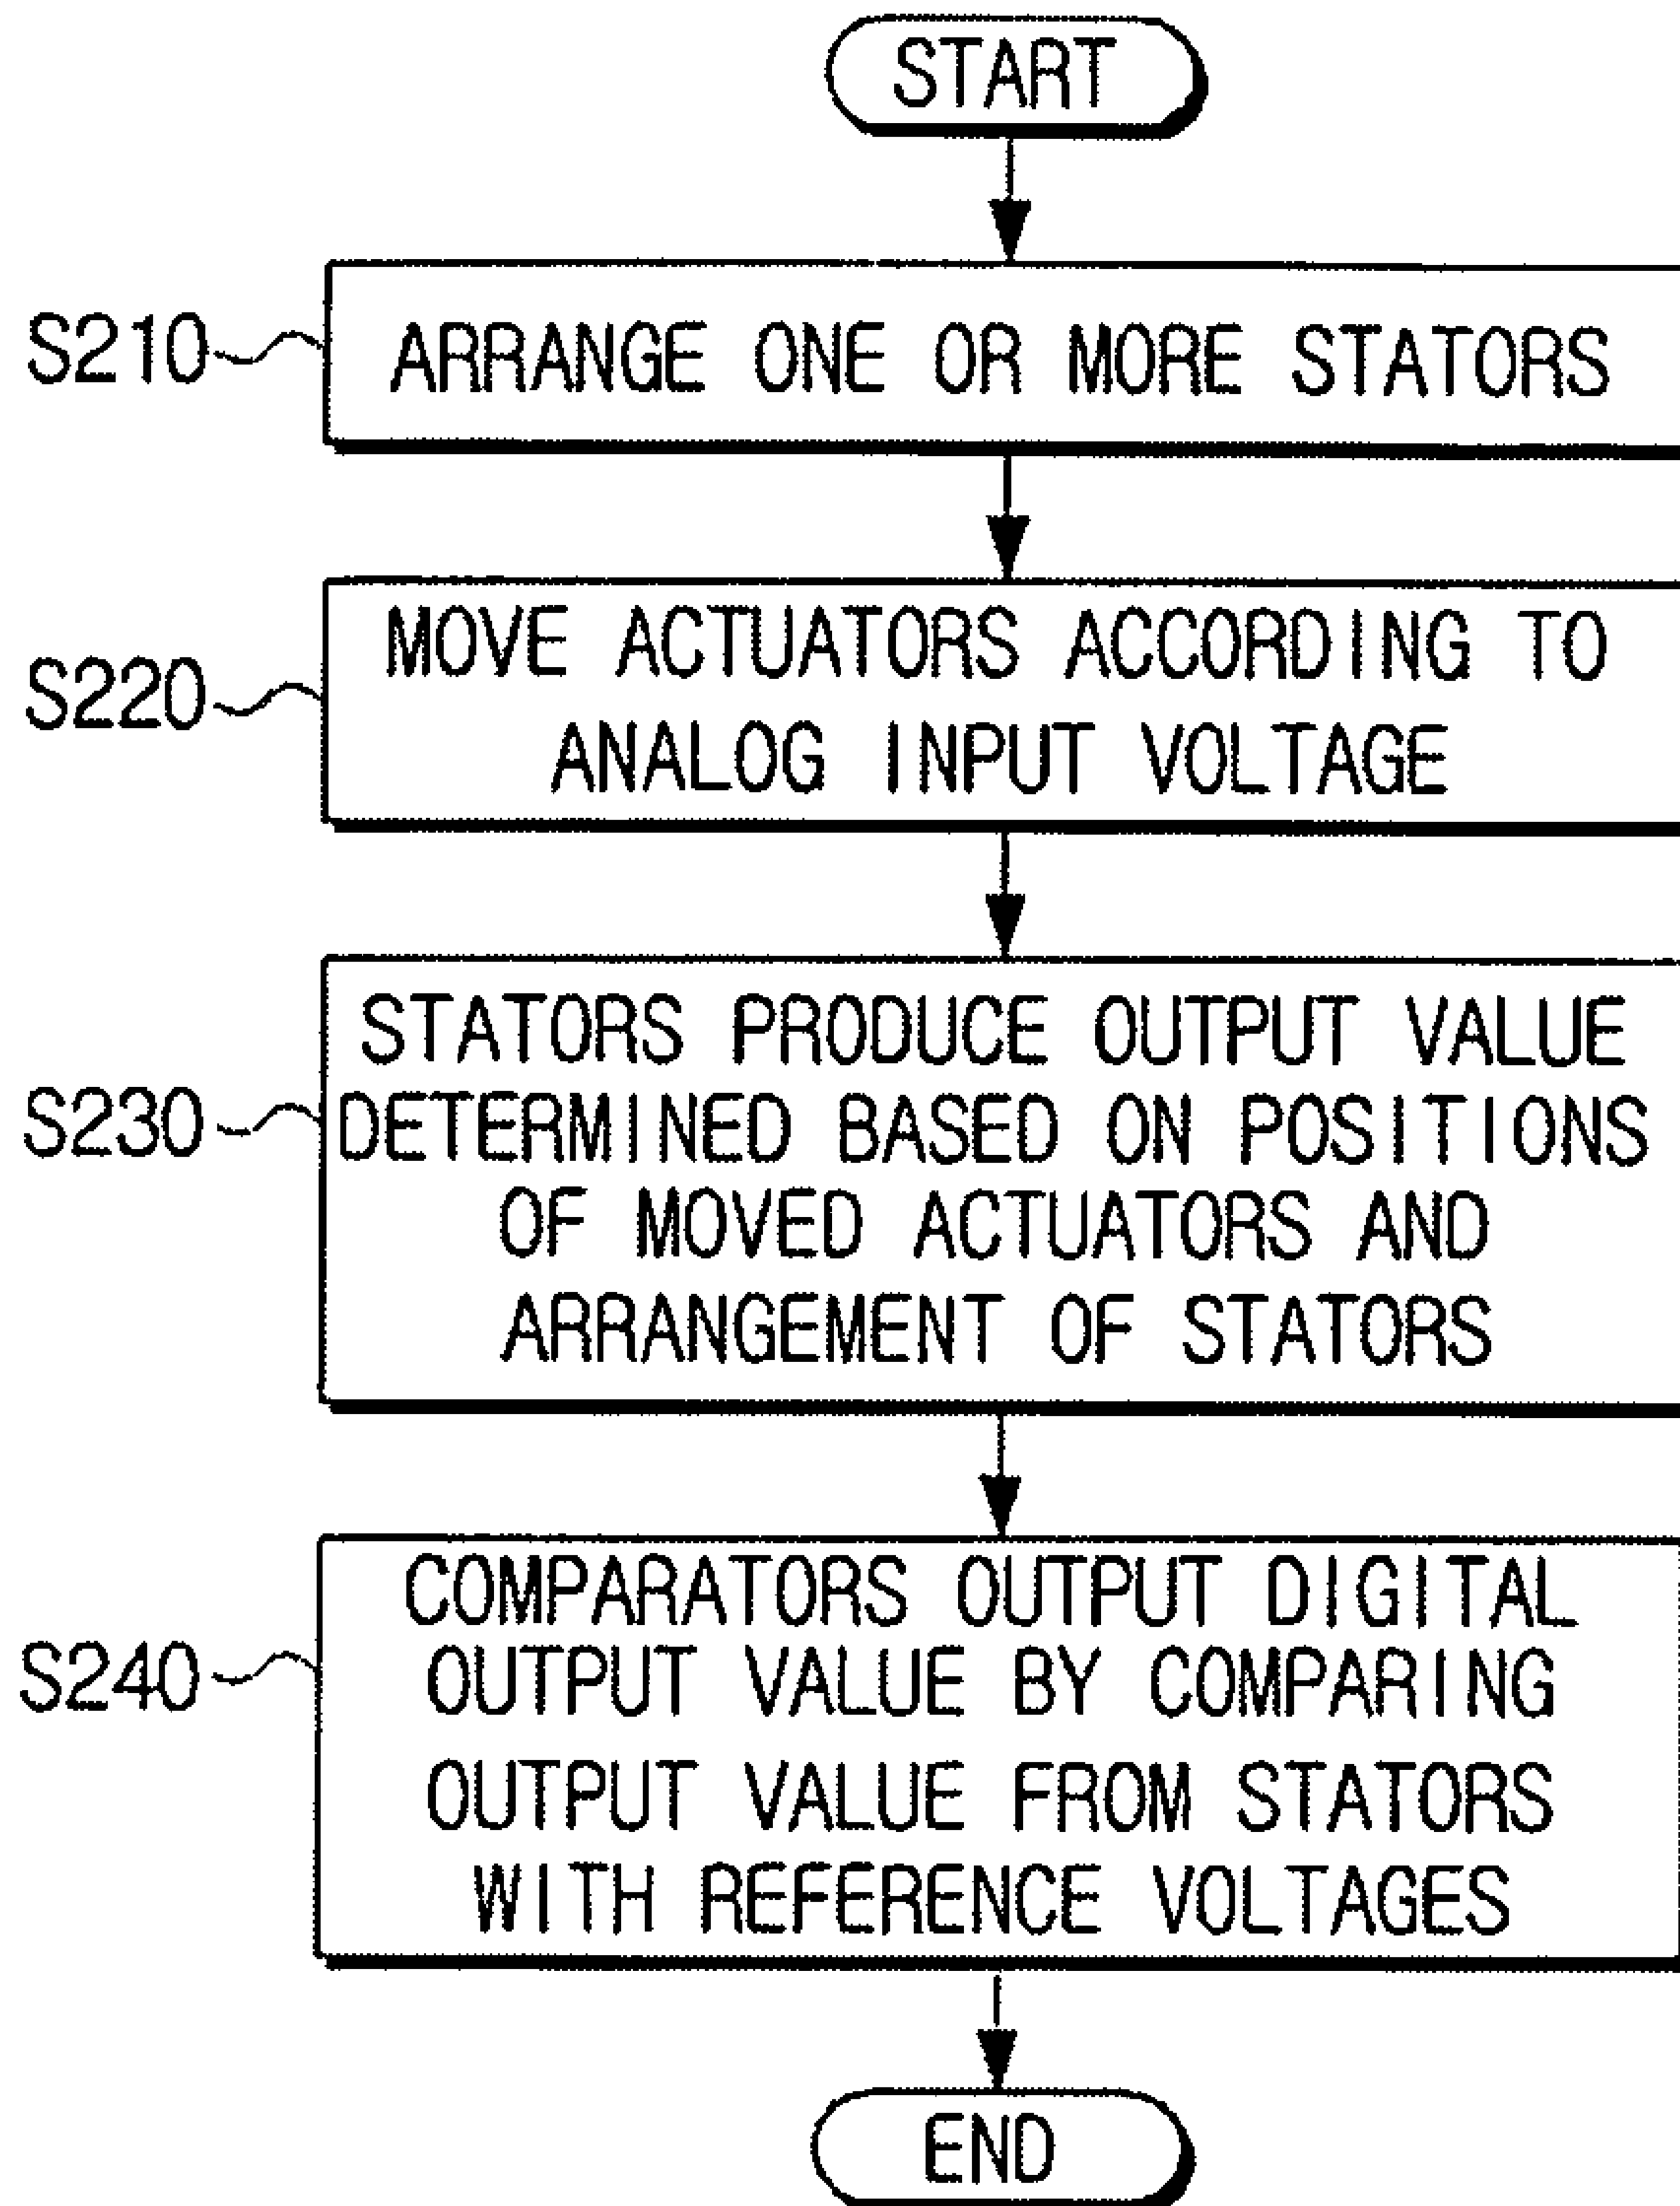 START
S210
ARRANGE ONE OR MORE STATORS
S220
MOVE ACTUATORS ACCORDING TO
ANALOG INPUT VOLTAGE
S230
STATORS PRODUCE OUTPUT VALUE
DETERMINED BASED ON POSITIONS
OF MOVED ACTUATORS AND
ARRANGEMENT OF STATORS
S240
COMPARATORS OUTPUT DIGITAL
OUTPUT VALUE BY COMPARING
OUTPUT VALUE FROM STATORS
WITH REFERENCE VOLTAGES
END